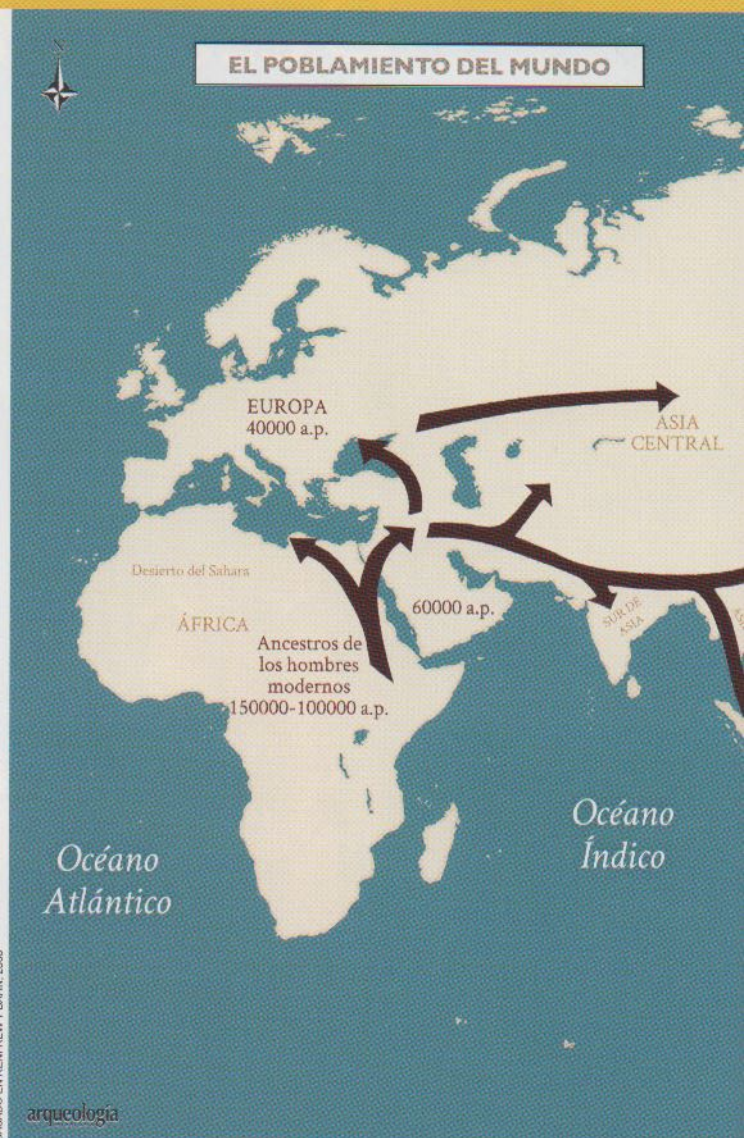 N
EL POBLAMIENTO DEL MUNDO
EUROPA
40000 a.p.
ASIA
CENTRAL
Desierto del Sahara
ÁFRICA
60000 a.p.
SUR DE
ASIA
Ancestros de
los hombres
modernos
150000-100000 a.p.
Océano
Índico
Océano
Atlántico
arqueología